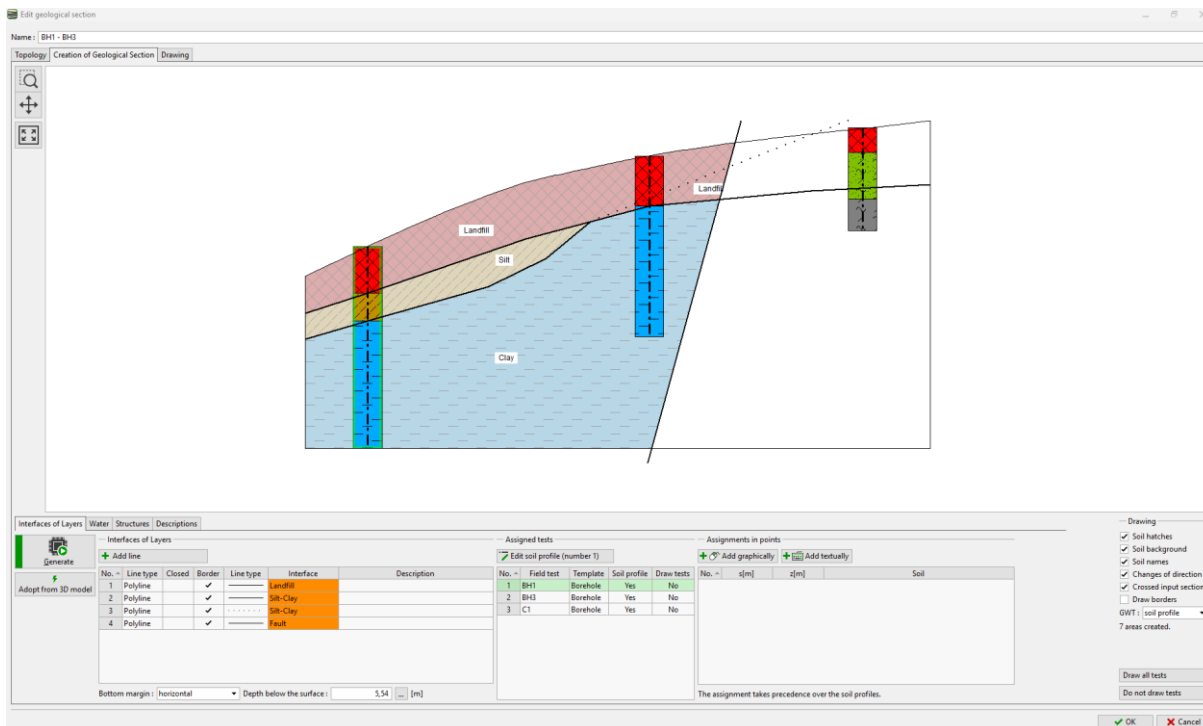 Edit geological section
Name : BH1 - BH3
Topology Creation of Geological Section Drawing
Landfill
Landfil
Silt
Clay
Interfaces of Layers Water Structures Descriptions
Generate
Adopt from 3D model
Interfaces of Layers
Add line
No. Line type Closed Border Line type Interface Description
1 Polyline Landfill
2 Polyline Silt-Clay
3 Polyline Silt-Clay
4 Polyline Fault
Bottom margin : horizontal Depth below the surface : 5,54 ... [m]
Assigned tests
Edit soil profile (number 1)
No. Field test Template Soil profile Draw tests
1 BH1 Borehole Yes No
2 BH3 Borehole Yes No
3 C1 Borehole Yes No
Assignments in points
Add graphically Add textually
No. s[m] z[m] Soil
The assignment takes precedence over the soil profiles.
Drawing
Soil hatches
Soil background
Soil names
Changes of direction
Crossed input section
Draw borders
GWT : soil profile
7 areas created.
Draw all tests
Do not draw tests
OK Cancel